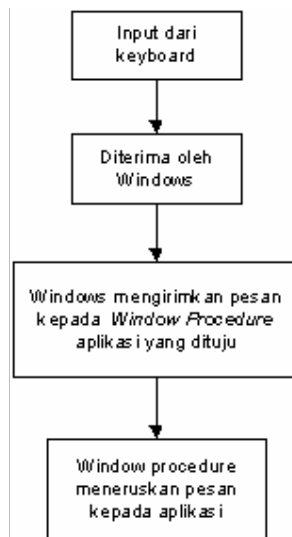 Input dari
keyboard
Diterima oleh
Windows
Windows mengirimkan pesan
kepada Window Procedure
aplikasi yang dituju
Window procedure
meneruskan pesan
kepada aplikasi